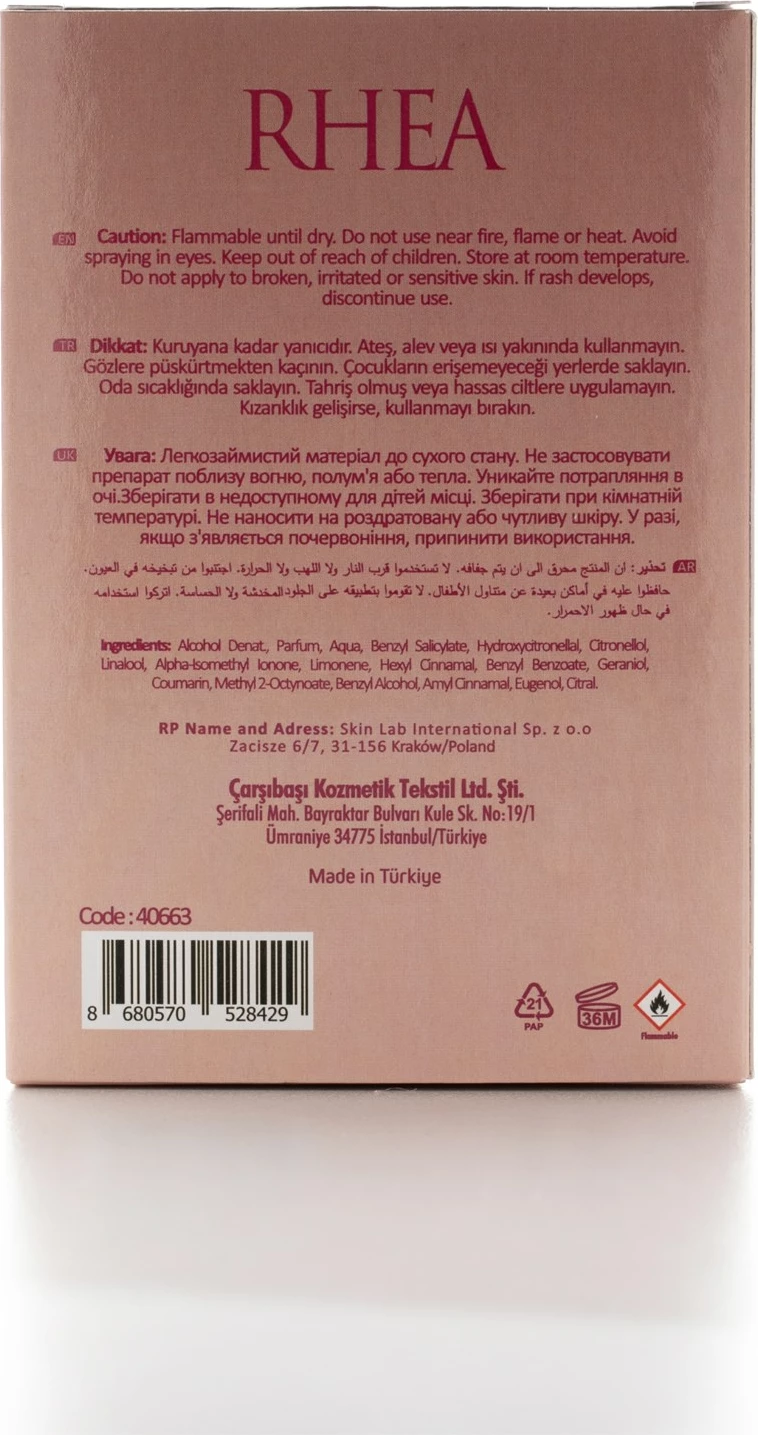 RHEA
EN Caution: Flammable until dry. Do not use near fire, flame or heat. Avoid
spraying in eyes. Keep out of reach of children. Store at room temperature.
Do not apply to broken, irritated or sensitive skin. If rash develops,
discontinue use.
TR Dikkat: Kuruyana kadar yanıcıdır. Ateş, alev veya ısı yakınında kullanmayın.
Gözlere püskürtmekten kaçının. Çocukların erişemeyeceği yerlerde saklayın.
Oda sıcaklığında saklayın. Tahriş olmuş veya hassas ciltlere uygulamayın.
Kızarıklık gelişirse, kullanmayı bırakın.
UK Увага: Легкозаймистий матеріал до сухого стану. Не застосовувати
препарат поблизу вогню, полум'я або тепла. Уникайте потрапляння в
очі.Зберігати в недоступному для дітей місці. Зберігати при кімнатній
температурі. Не наносити на роздратовану або чутливу шкіру. У разі,
якщо з'являється почервоніння, припинити використання.
AR تحذير: ان المنتج محرق الى ان يتم جفافه. لا تستخدموا قرب النار ولا اللهب ولا الحرارة. اجتنبوا من تبخيخه في العيون.
حافظوا عليه في أماكن بعيدة عن متناول الأطفال. لا تقوموا بتطبيقه على الجلود المخدشة ولا الحساسة. اتركوا استخدامه
في حال ظهور الاحمرار.
Ingredients: Alcohol Denat., Parfum, Aqua, Benzyl Salicylate, Hydroxycitronellal, Citronellol,
Linalool, Alpha-Isomethyl Ionone, Limonene, Hexyl Cinnamal, Benzyl Benzoate, Geraniol,
Coumarin, Methyl 2-Octynoate, Benzyl Alcohol, Amyl Cinnamal, Eugenol, Citral.
RP Name and Adress: Skin Lab International Sp. z o.o
Zacisze 6/7, 31-156 Kraków/Poland
Çarşıbaşı Kozmetik Tekstil Ltd. Şti.
Şerifali Mah. Bayraktar Bulvarı Kule Sk. No:19/1
Ümraniye 34775 İstanbul/Türkiye
Made in Türkiye
Code : 40663
8 680570 528429
21
PAP
36M
Flammable